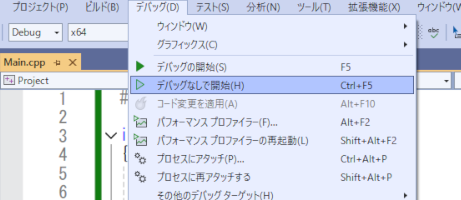 プロジェクト(P) ビルド(B) デバッグ(D) テスト(S) 分析(N) ツール(T) 拡張機能(X) ウィンドウ(W)
Debug x64
ウィンドウ(W)
グラフィックス(C)
Main.cpp
デバッグの開始(S) F5
Project
デバッグなしで開始(H) Ctrl+F5
1 #
コード変更を適用(A) Alt+F10
2
パフォーマンス プロファイラー(F)... Alt+F2
3 i
パフォーマンス プロファイラーの再起動(L) Shift+Alt+F2
4 {
プロセスにアタッチ(P)... Ctrl+Alt+P
5
プロセスに再アタッチする Shift+Alt+P
6
その他のデバッグ ターゲット(H)